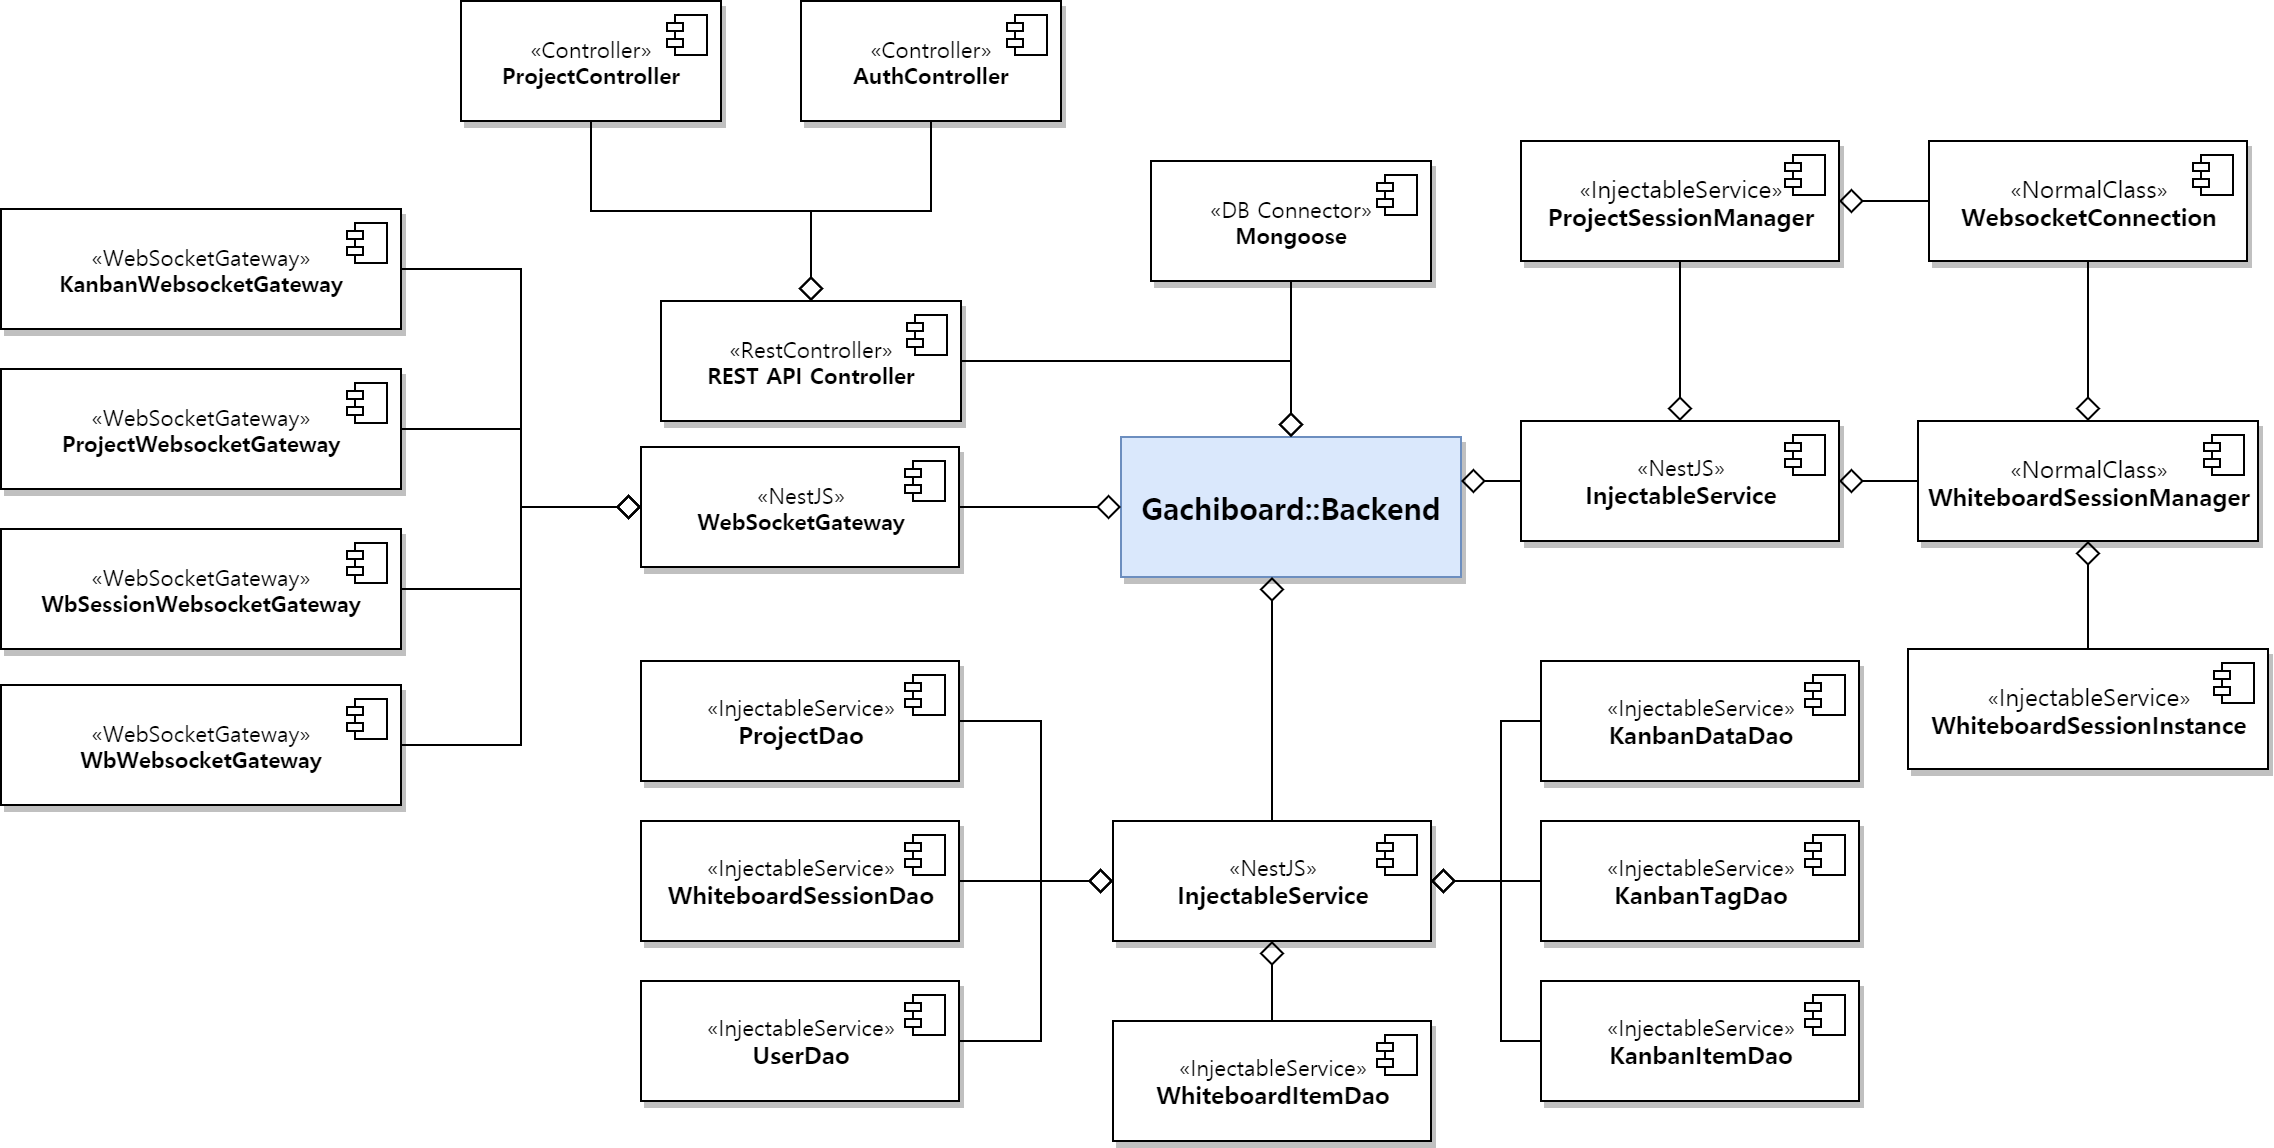 «Controller»
ProjectController
«Controller»
AuthController
«DB Connector»
Mongoose
«InjectableService»
ProjectSessionManager
«NormalClass»
WebsocketConnection
«WebSocketGateway»
KanbanWebsocketGateway
«RestController»
REST API Controller
«WebSocketGateway»
ProjectWebsocketGateway
«NestJS»
WebSocketGateway
Gachiboard::Backend
«NestJS»
InjectableService
«NormalClass»
WhiteboardSessionManager
«WebSocketGateway»
WbSessionWebsocketGateway
«WebSocketGateway»
WbWebsocketGateway
«InjectableService»
ProjectDao
«InjectableService»
KanbanDataDao
«InjectableService»
WhiteboardSessionInstance
«InjectableService»
WhiteboardSessionDao
«NestJS»
InjectableService
«InjectableService»
KanbanTagDao
«InjectableService»
UserDao
«InjectableService»
WhiteboardItemDao
«InjectableService»
KanbanItemDao